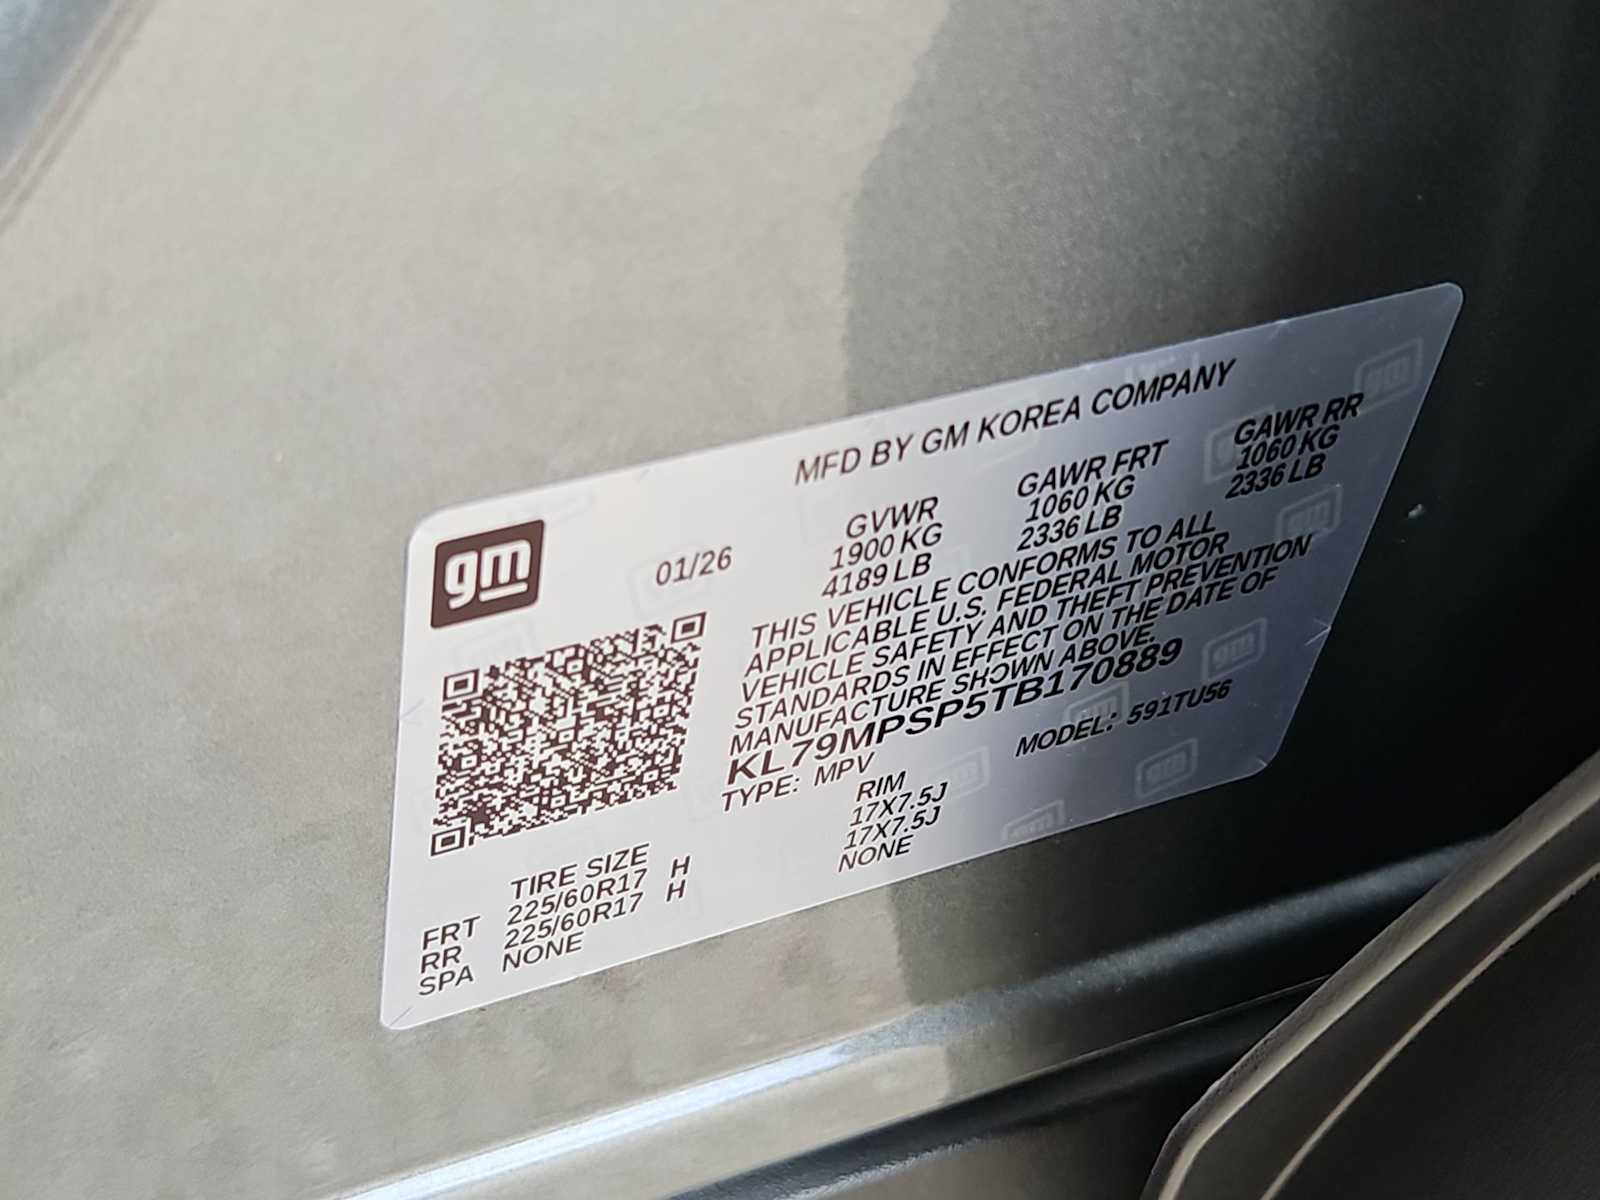 MFD BY GM KOREA COMPANY
gm
01/26
GVWR GAWR FRT GAWR RR
1900 KG 1060 KG 1060 KG
4189 LB 2336 LB 2336 LB
THIS VEHICLE CONFORMS TO ALL
APPLICABLE U.S. FEDERAL MOTOR
VEHICLE SAFETY AND THEFT PREVENTION
STANDARDS IN EFFECT ON THE DATE OF
MANUFACTURE SHOWN ABOVE.
KL79MPSP5TB170889
TYPE: MPV MODEL: 591TU56
TIRE SIZE RIM
FRT 225/60R17 H 17X7.5J
RR 225/60R17 H 17X7.5J
SPA NONE NONE